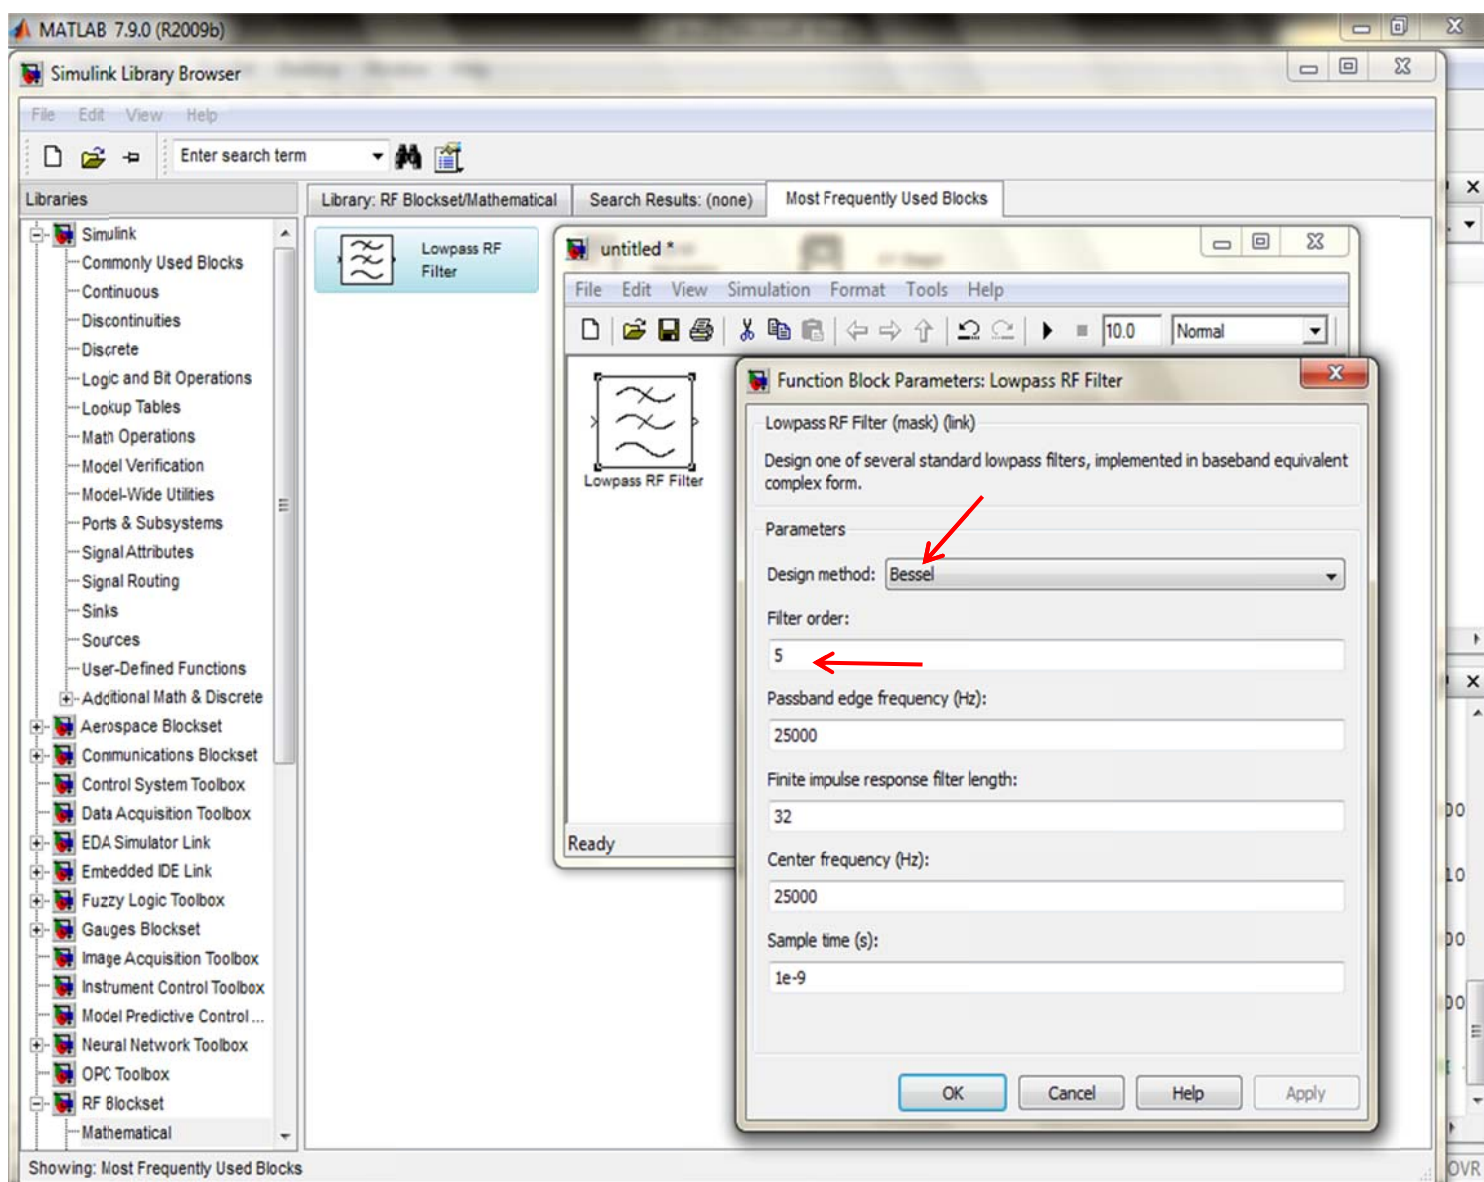 MATLAB 7.9.0 (R2009b)
Simulink Library Browser
File Edit View Help
Enter search term
Libraries
Library: RF Blockset/Mathematical
Search Results: (none)
Most Frequently Used Blocks
Simulink
Commonly Used Blocks
Continuous
Discontinuities
Discrete
Logic and Bit Operations
Lookup Tables
Math Operations
Model Verification
Model-Wide Utilities
Ports & Subsystems
Signal Attributes
Signal Routing
Sinks
Sources
User-Defined Functions
Additional Math & Discrete
Aerospace Blockset
Communications Blockset
Control System Toolbox
Data Acquisition Toolbox
EDA Simulator Link
Embedded IDE Link
Fuzzy Logic Toolbox
Gauges Blockset
Image Acquisition Toolbox
Instrument Control Toolbox
Model Predictive Control ...
Neural Network Toolbox
OPC Toolbox
RF Blockset
Mathematical
Showing: Most Frequently Used Blocks
Lowpass RF
Filter
untitled *
File Edit View Simulation Format Tools Help
10.0
Normal
Lowpass RF Filter
Ready
Function Block Parameters: Lowpass RF Filter
Lowpass RF Filter (mask) (link)
Design one of several standard lowpass filters, implemented in baseband equivalent
complex form.
Parameters
Design method: Bessel
Filter order:
5
Passband edge frequency (Hz):
25000
Finite impulse response filter length:
32
Center frequency (Hz):
25000
Sample time (s):
1e-9
OK Cancel Help Apply
OVR